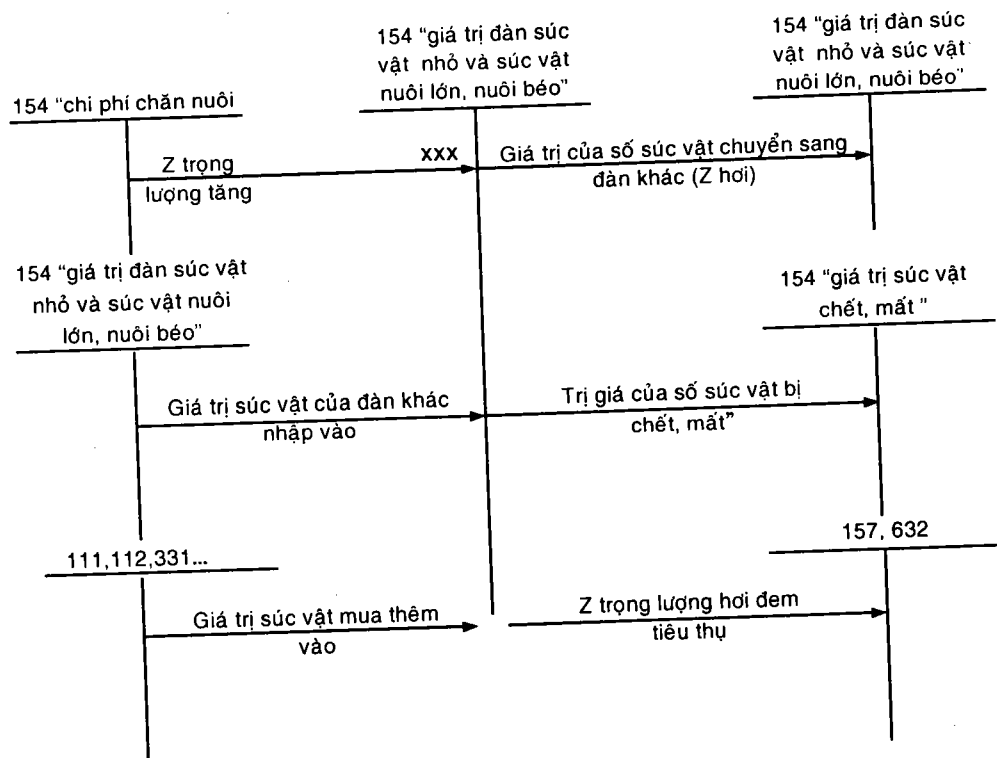 154 “giá trị đàn súc
vật nhỏ và súc vật
nuôi lớn, nuôi béo”
154 “giá trị đàn súc
vật nhỏ và súc vật
nuôi lớn, nuôi béo”
154 “chi phí chăn nuôi
Z trọng
lượng tăng
xxx
Giá trị của số súc vật chuyển sang
đàn khác (Z hơi)
154 “giá trị đàn súc vật
nhỏ và súc vật nuôi
lớn, nuôi béo”
154 “giá trị súc vật
chết, mất ”
Giá trị súc vật của đàn khác
nhập vào
Trị giá của số súc vật bị
chết, mất”
111,112,331...
157, 632
Giá trị súc vật mua thêm
vào
Z trọng lượng hơi đem
tiêu thụ